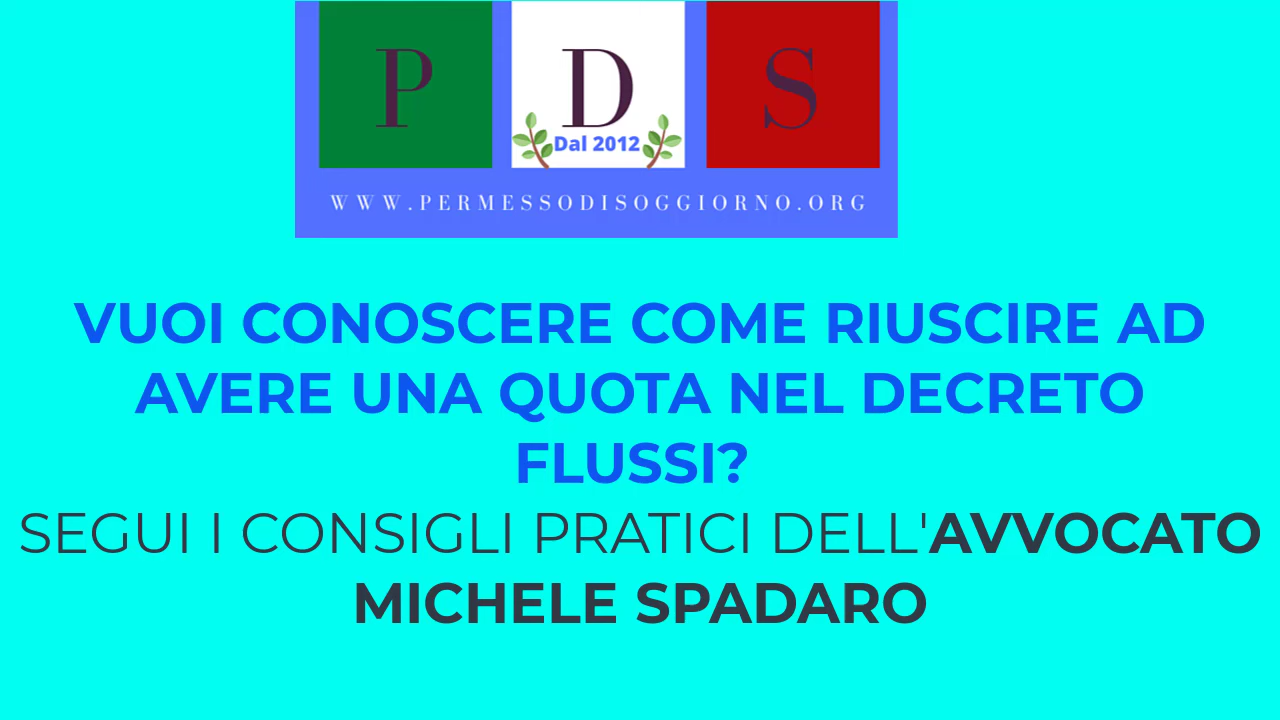 P D S
Dal 2012
WWW.PERMESSODISOGGIORNO.ORG
VUOI CONOSCERE COME RIUSCIRE AD
AVERE UNA QUOTA NEL DECRETO
FLUSSI?
SEGUI I CONSIGLI PRATICI DELL'AVVOCATO
MICHELE SPADARO